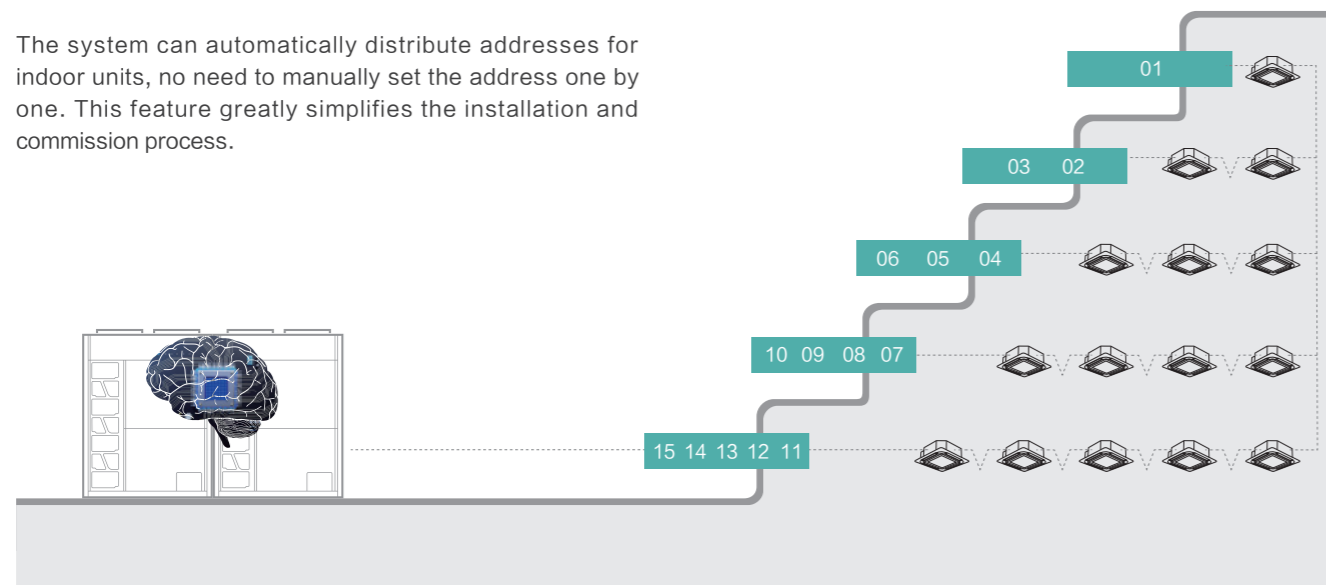 The system can automatically distribute addresses for
indoor units, no need to manually set the address one by
one. This feature greatly simplifies the installation and
commission process.
01
03 02
06 05 04
10 09 08 07
15 14 13 12 11